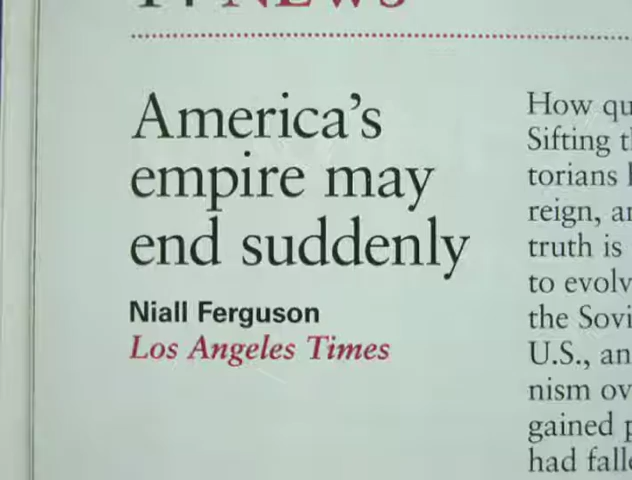 NEWS
America's
empire may
end suddenly
Niall Ferguson
Los Angeles Times
How qu
Sifting t
torians
reign, a
truth is
to evolv
the Sovi
U.S., an
nism ov
gained p
had fall